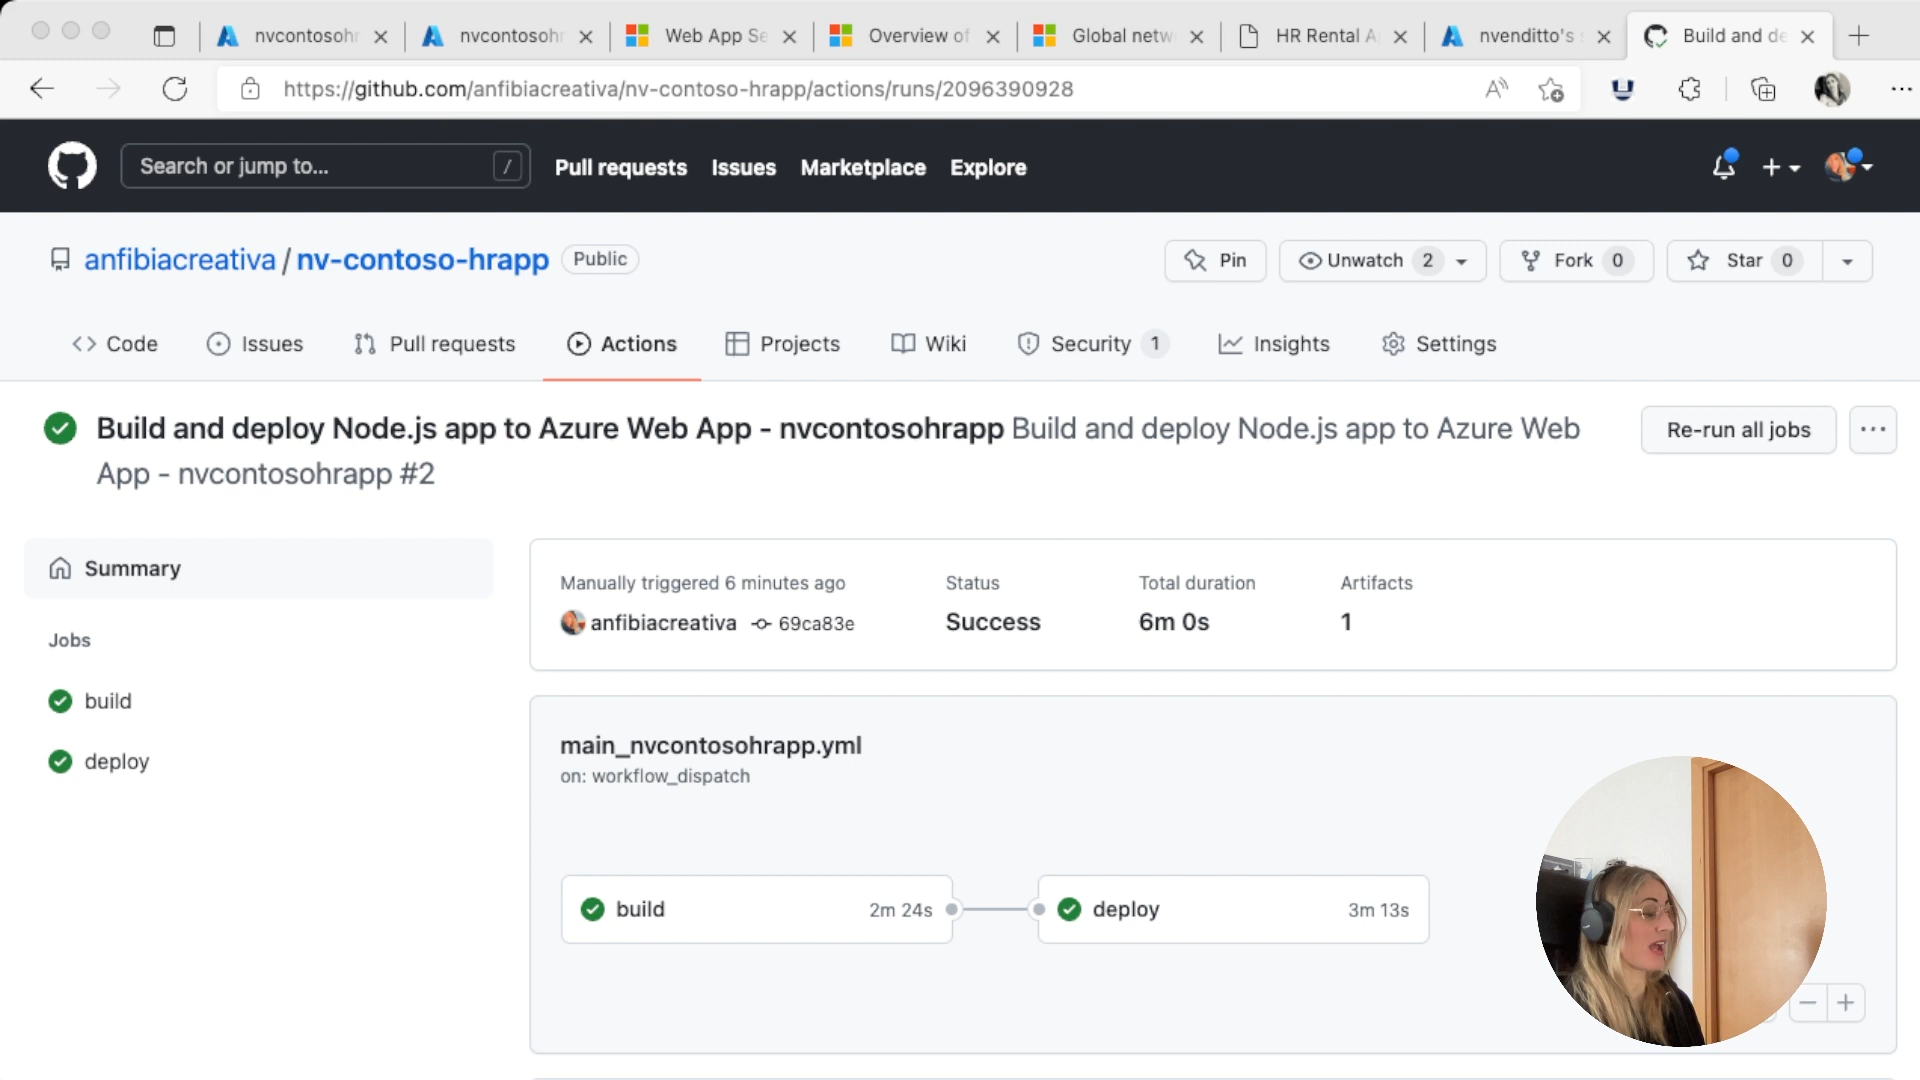 nvcontosohr
nvcontosohr
Web App Se
Overview of
Global netw
HR Rental A
nvenditto's
Build and de
https://github.com/anfibiacreativa/nv-contoso-hrapp/actions/runs/2096390928
Search or jump to... /
Pull requests
Issues
Marketplace
Explore
anfibiacreativa / nv-contoso-hrapp
Public
Pin
Unwatch 2
Fork 0
Star 0
Code
Issues
Pull requests
Actions
Projects
Wiki
Security 1
Insights
Settings
Build and deploy Node.js app to Azure Web App - nvcontosohrapp Build and deploy Node.js app to Azure Web
App - nvcontosohrapp #2
Re-run all jobs
Summary
Jobs
build
deploy
Manually triggered 6 minutes ago
anfibiacreativa 69ca83e
Status
Success
Total duration
6m 0s
Artifacts
1
main_nvcontosohrapp.yml
on: workflow_dispatch
build 2m 24s
deploy 3m 13s